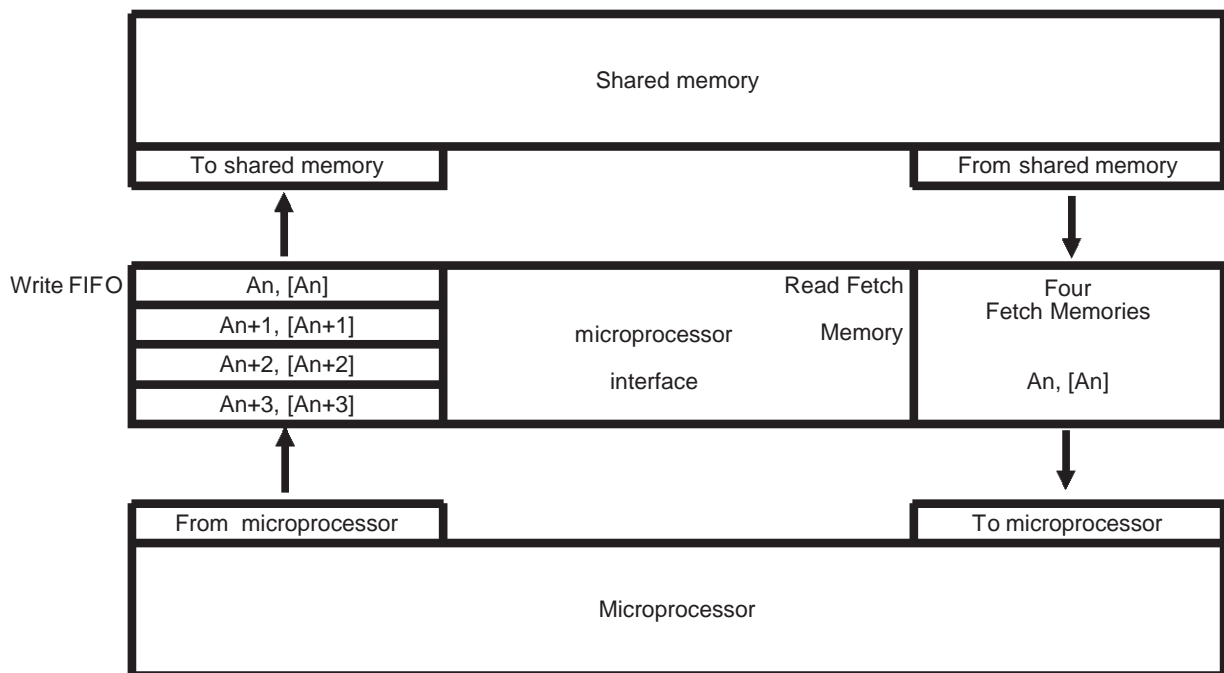 Shared memory
To shared memory
From shared memory
Write FIFO
An, [An]
An+1, [An+1]
An+2, [An+2]
An+3, [An+3]
microprocessor
interface
Read Fetch
Memory
Four
Fetch Memories
An, [An]
From microprocessor
To microprocessor
Microprocessor